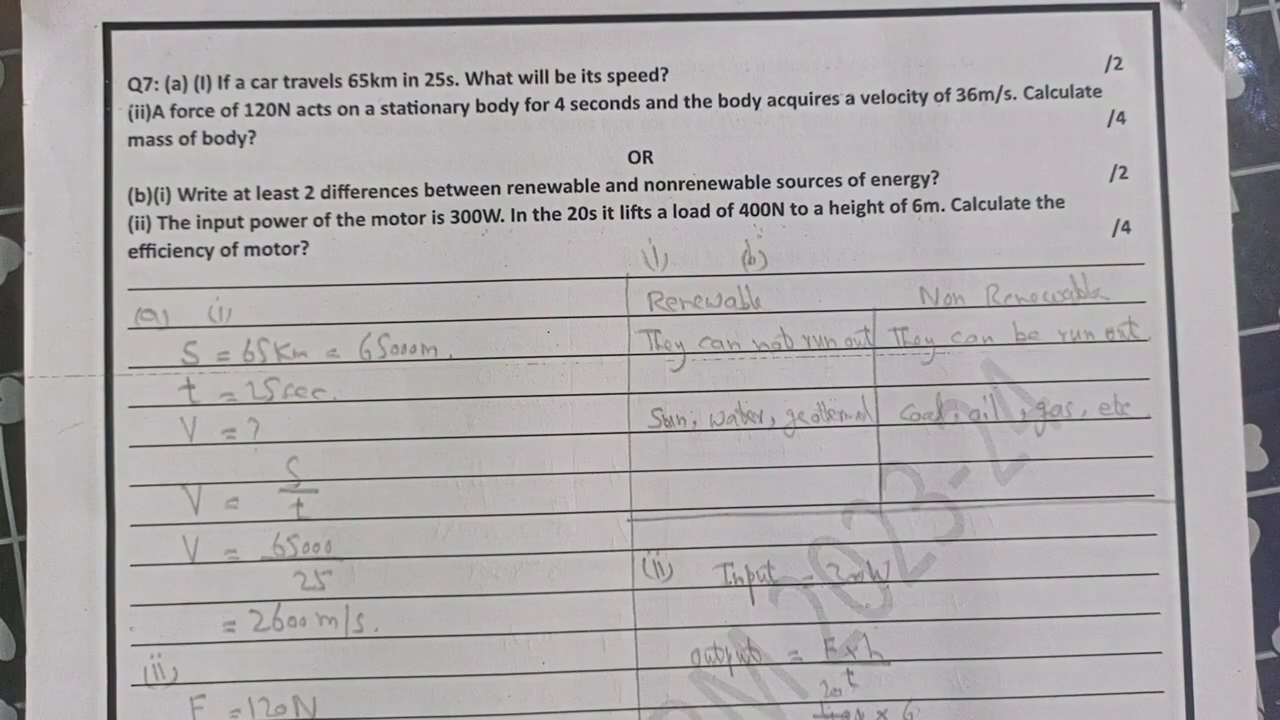 Q7: (a) (I) If a car travels 65km in 25s. What will be its speed? /2
(ii)A force of 120N acts on a stationary body for 4 seconds and the body acquires a velocity of 36m/s. Calculate
mass of body? /4
OR
(b)(i) Write at least 2 differences between renewable and nonrenewable sources of energy? /2
(ii) The input power of the motor is 300W. In the 20s it lifts a load of 400N to a height of 6m. Calculate the
efficiency of motor? /4
(a) (i)
S = 65Km = 65000m.
t = 25sec.
V = ?
V = S/t
V = 65000/25
= 2600m/s.
(ii)
F = 120N
(i) (b)
Renewable Non Renewable
They can not run out They can be run out
Sun, water, geothermal Coal, oil, gas, etc
(ii) Input = 300W
output = F x h
t
x 6
2023-24